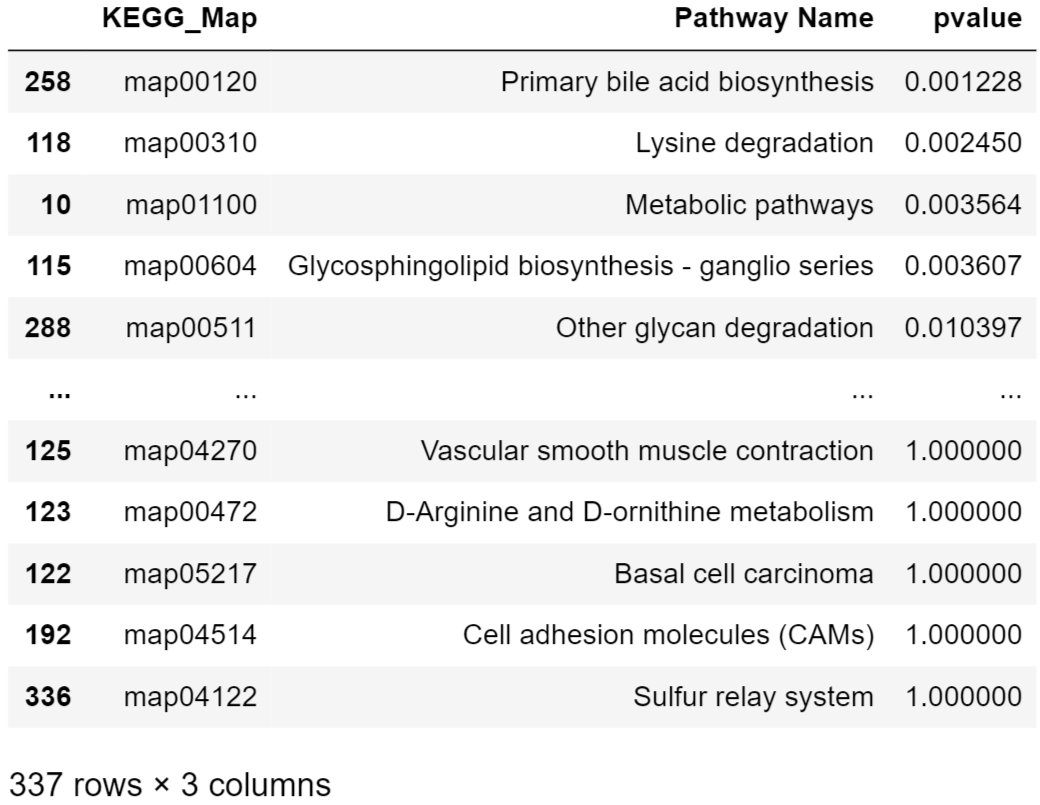 KEGG_Map Pathway Name pvalue
258 map00120 Primary bile acid biosynthesis 0.001228
118 map00310 Lysine degradation 0.002450
10 map01100 Metabolic pathways 0.003564
115 map00604 Glycosphingolipid biosynthesis - ganglio series 0.003607
288 map00511 Other glycan degradation 0.010397
... ... ... ...
125 map04270 Vascular smooth muscle contraction 1.000000
123 map00472 D-Arginine and D-ornithine metabolism 1.000000
122 map05217 Basal cell carcinoma 1.000000
192 map04514 Cell adhesion molecules (CAMs) 1.000000
336 map04122 Sulfur relay system 1.000000
337 rows × 3 columns